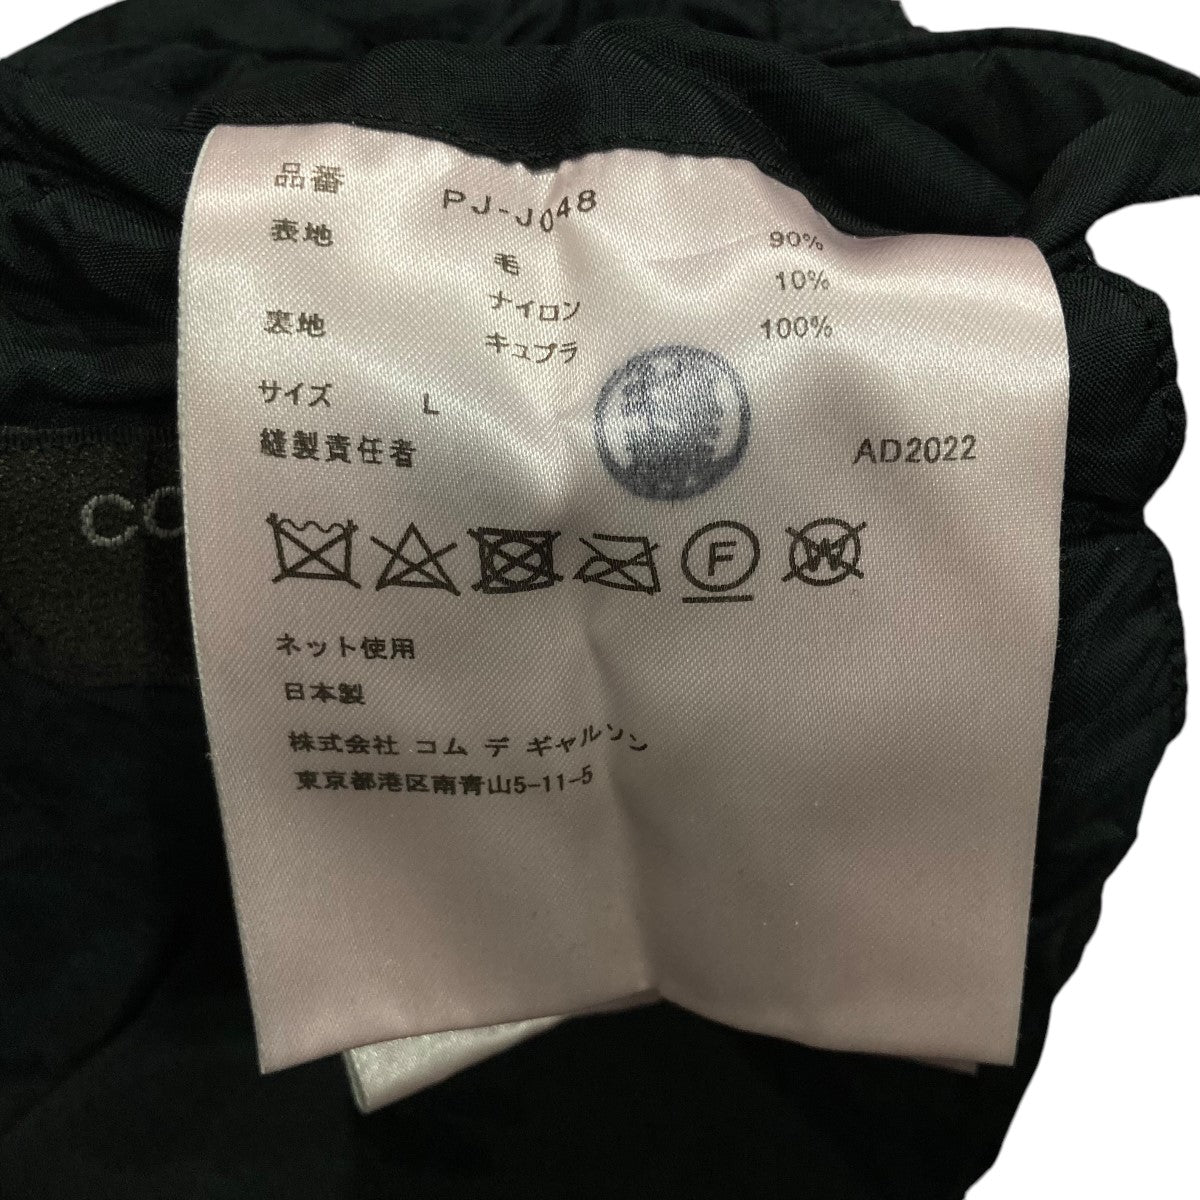 品番 PJ-J048
表地 毛 90%
ナイロン 10%
裏地 キュプラ 100%
サイズ L
縫製責任者 AD2022
F W
ネット使用
日本製
株式会社 コム デ ギャルソン
東京都港区南青山5-11-5
CO